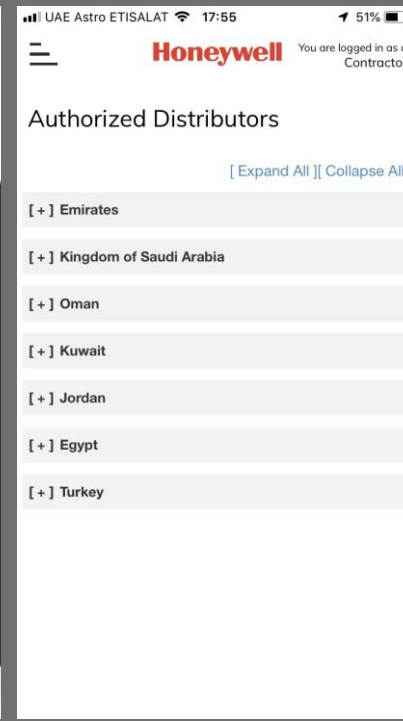 UAE Astro ETISALAT 17:55 51%
Honeywell
You are logged in as
Contracto
Authorized Distributors
[ Expand All ][ Collapse All
[ + ] Emirates
[ + ] Kingdom of Saudi Arabia
[ + ] Oman
[ + ] Kuwait
[ + ] Jordan
[ + ] Egypt
[ + ] Turkey